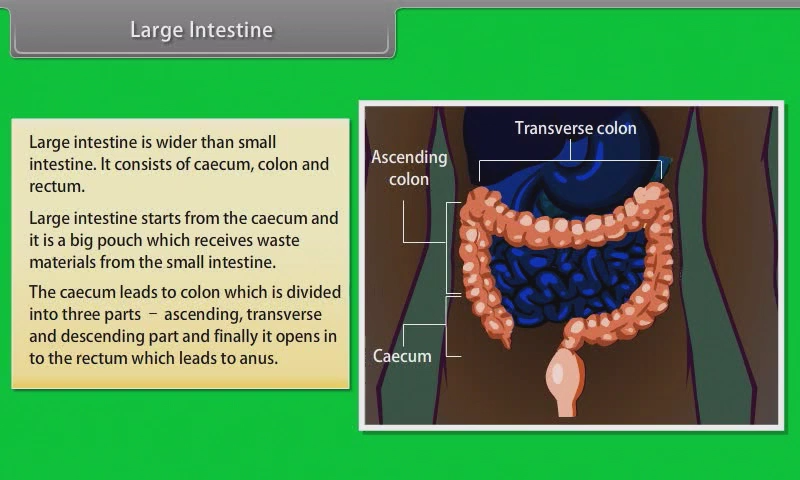 Large Intestine
Large intestine is wider than small
intestine. It consists of caecum, colon and
rectum.
Large intestine starts from the caecum and
it is a big pouch which receives waste
materials from the small intestine.
The caecum leads to colon which is divided
into three parts – ascending, transverse
and descending part and finally it opens in
to the rectum which leads to anus.
Transverse colon
Ascending
colon
Caecum